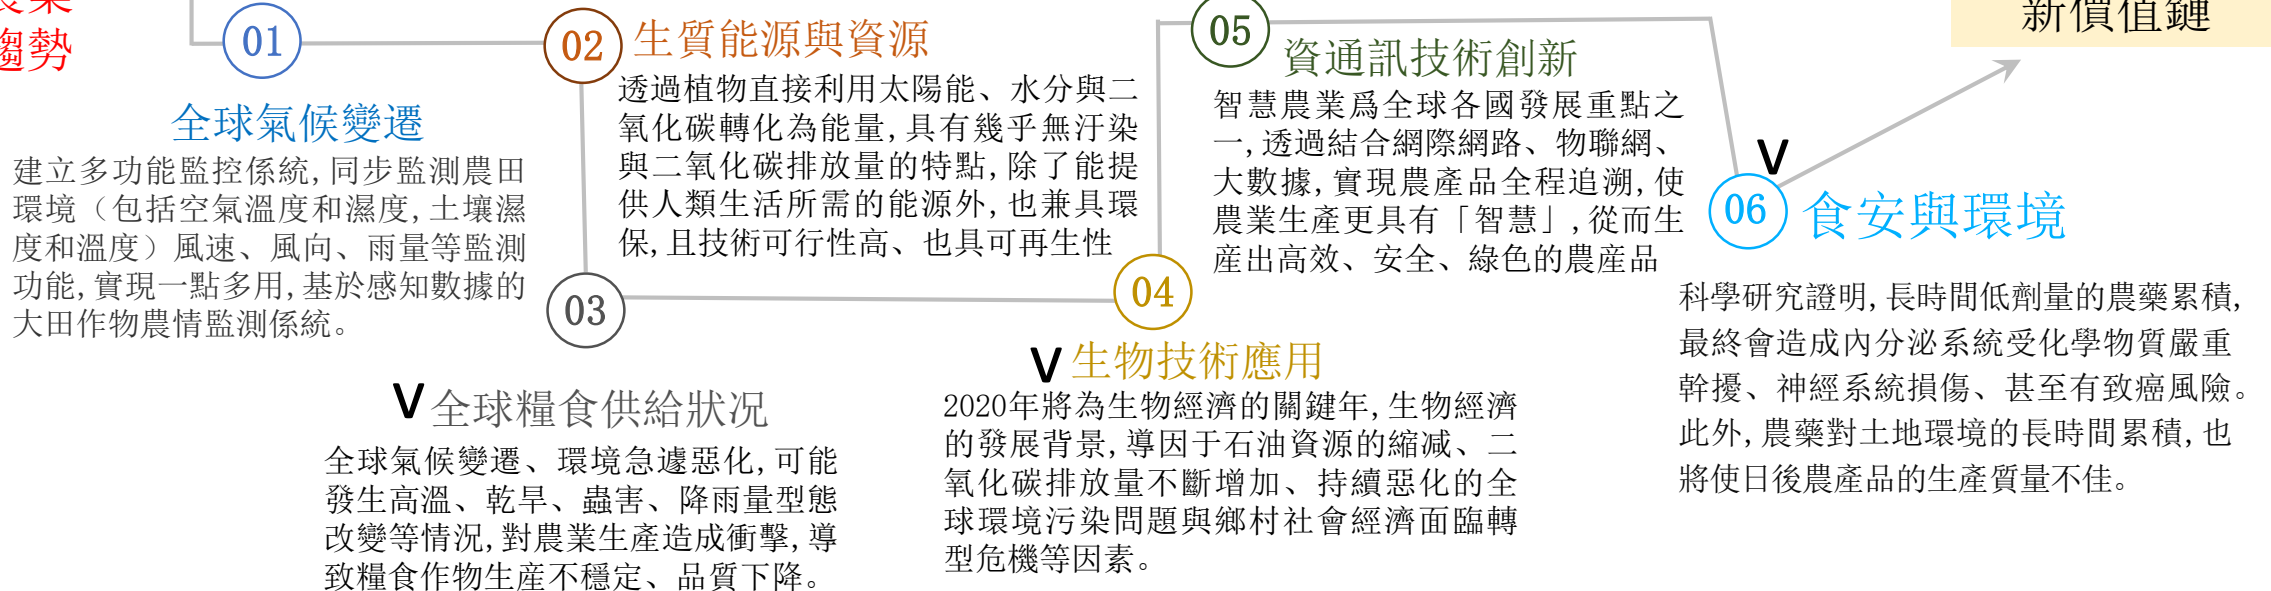 農業
趨勢
01
全球氣候變遷
建立多功能監控係統,同步監測農田
環境（包括空氣溫度和濕度,土壤濕
度和溫度）風速、風向、雨量等監測
功能,實現一點多用,基於感知數據的
大田作物農情監測係統。
02
生質能源與資源
透過植物直接利用太陽能、水分與二
氧化碳轉化為能量,具有幾乎無汙染
與二氧化碳排放量的特點,除了能提
供人類生活所需的能源外,也兼具環
保,且技術可行性高、也具可再生性
03
V全球糧食供給狀況
全球氣候變遷、環境急遽惡化,可能
發生高溫、乾旱、蟲害、降雨量型態
改變等情況,對農業生產造成衝擊,導
致糧食作物生産不穩定、品質下降。
04
V生物技術應用
2020年將為生物經濟的關鍵年,生物經濟
的發展背景,導因于石油資源的縮减、二
氧化碳排放量不斷增加、持續惡化的全
球環境污染問題與鄉村社會經濟面臨轉
型危機等因素。
05
資通訊技術創新
智慧農業爲全球各國發展重點之
一,透過結合網際網路、物聯網、
大數據,實現農產品全程追溯,使
農業生產更具有「智慧」,從而生
産出高效、安全、綠色的農産品
V
06
食安與環境
科學研究證明,長時間低劑量的農藥累積,
最終會造成內分泌系統受化學物質嚴重
幹擾、神經系統損傷、甚至有致癌風險。
此外,農藥對土地環境的長時間累積,也
將使日後農產品的生產質量不佳。
新價值鏈